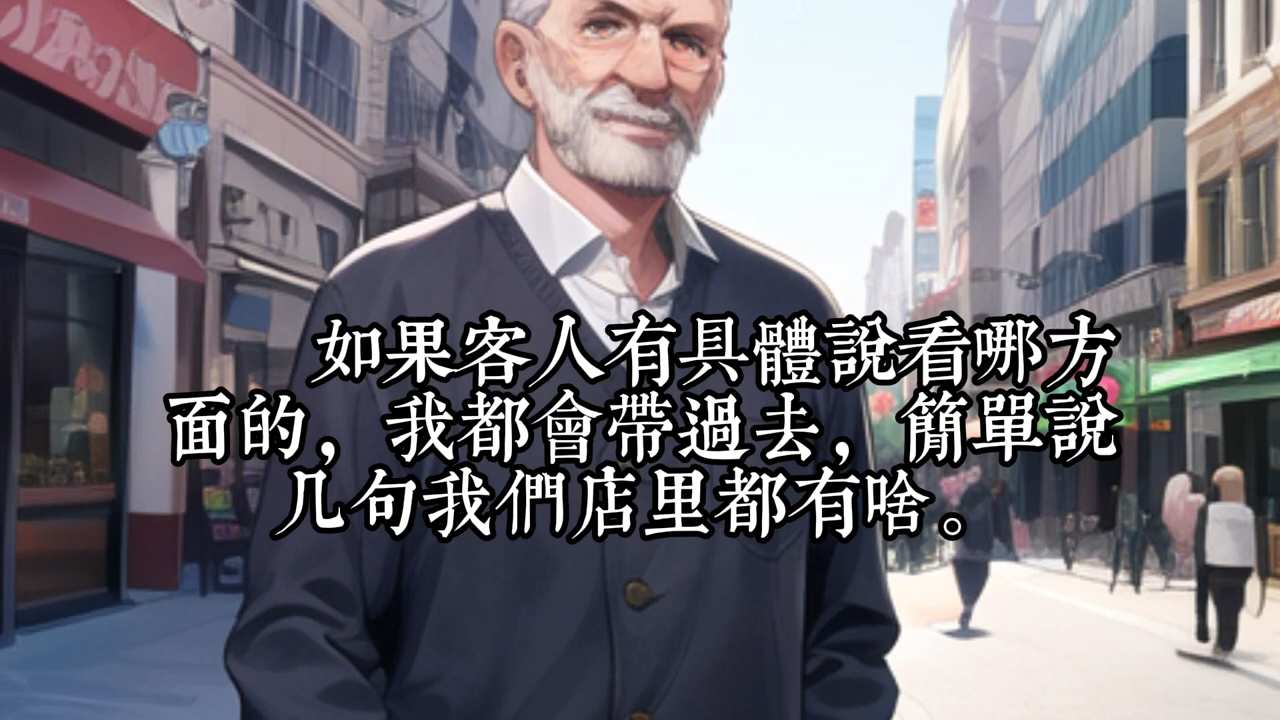 如果客人有具體說看哪方
面的，我都會帶過去，簡單說
几句我們店里都有啥。